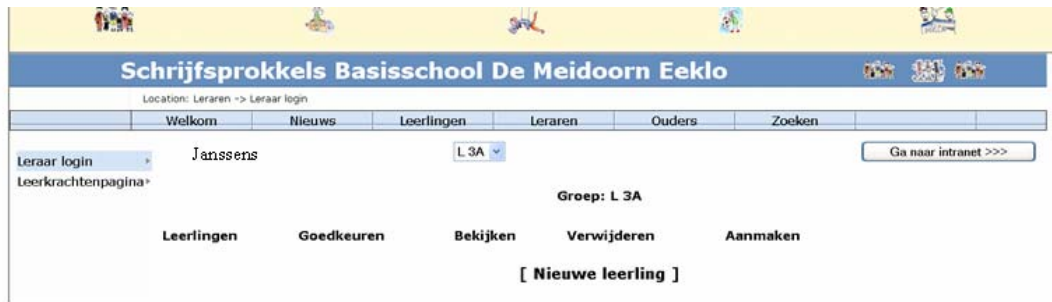 Schrijfsprokkels Basisschool De Meidoorn Eeklo
Location: Leraren -> Leraar login
Welkom Nieuws Leerlingen Leraren Ouders Zoeken
Leraar login Janssens L 3A Ga naar intranet >>>
Leerkrachtenpagina
Groep: L 3A
Leerlingen Goedkeuren Bekijken Verwijderen Aanmaken
[ Nieuwe leerling ]